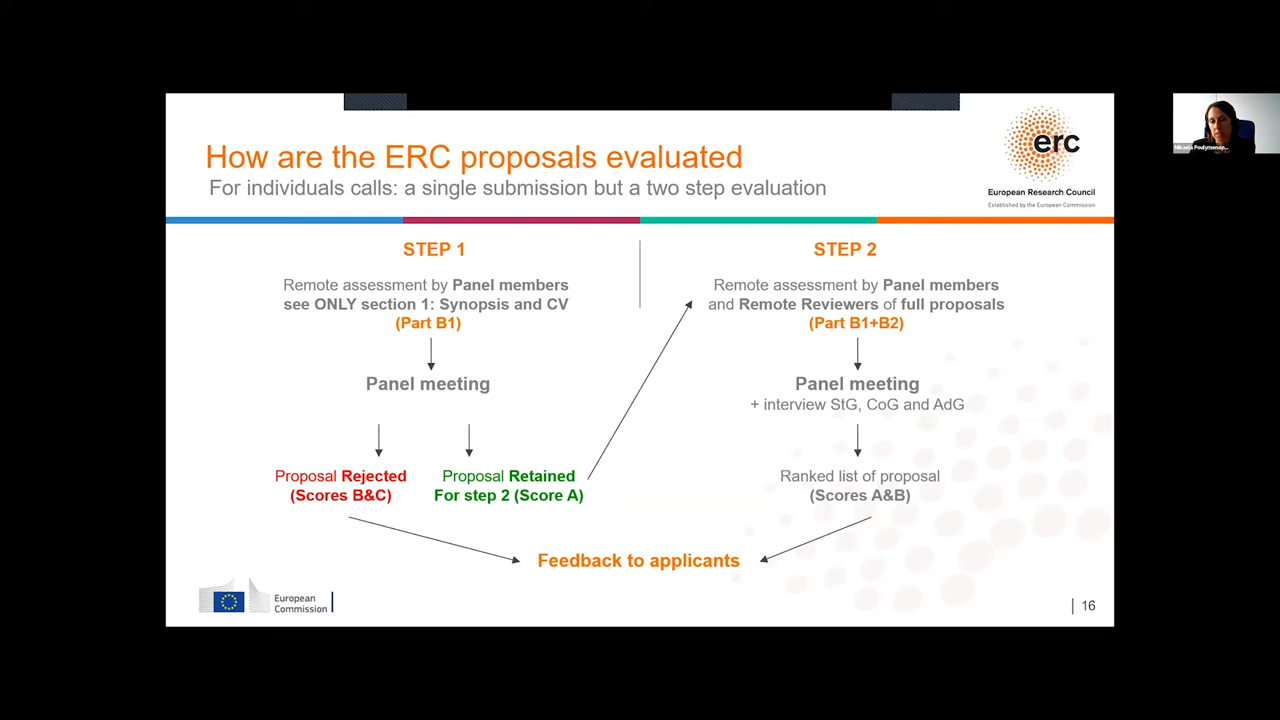 How are the ERC proposals evaluated
For individuals calls: a single submission but a two step evaluation
erc
European Research Council
Established by the European Commission
STEP 1
Remote assessment by Panel members
see ONLY section 1: Synopsis and CV
(Part B1)
Panel meeting
Proposal Rejected
(Scores B&C)
Proposal Retained
For step 2 (Score A)
STEP 2
Remote assessment by Panel members
and Remote Reviewers of full proposals
(Part B1+B2)
Panel meeting
+ interview StG, CoG and AdG
Ranked list of proposal
(Scores A&B)
Feedback to applicants
European
Commission
16